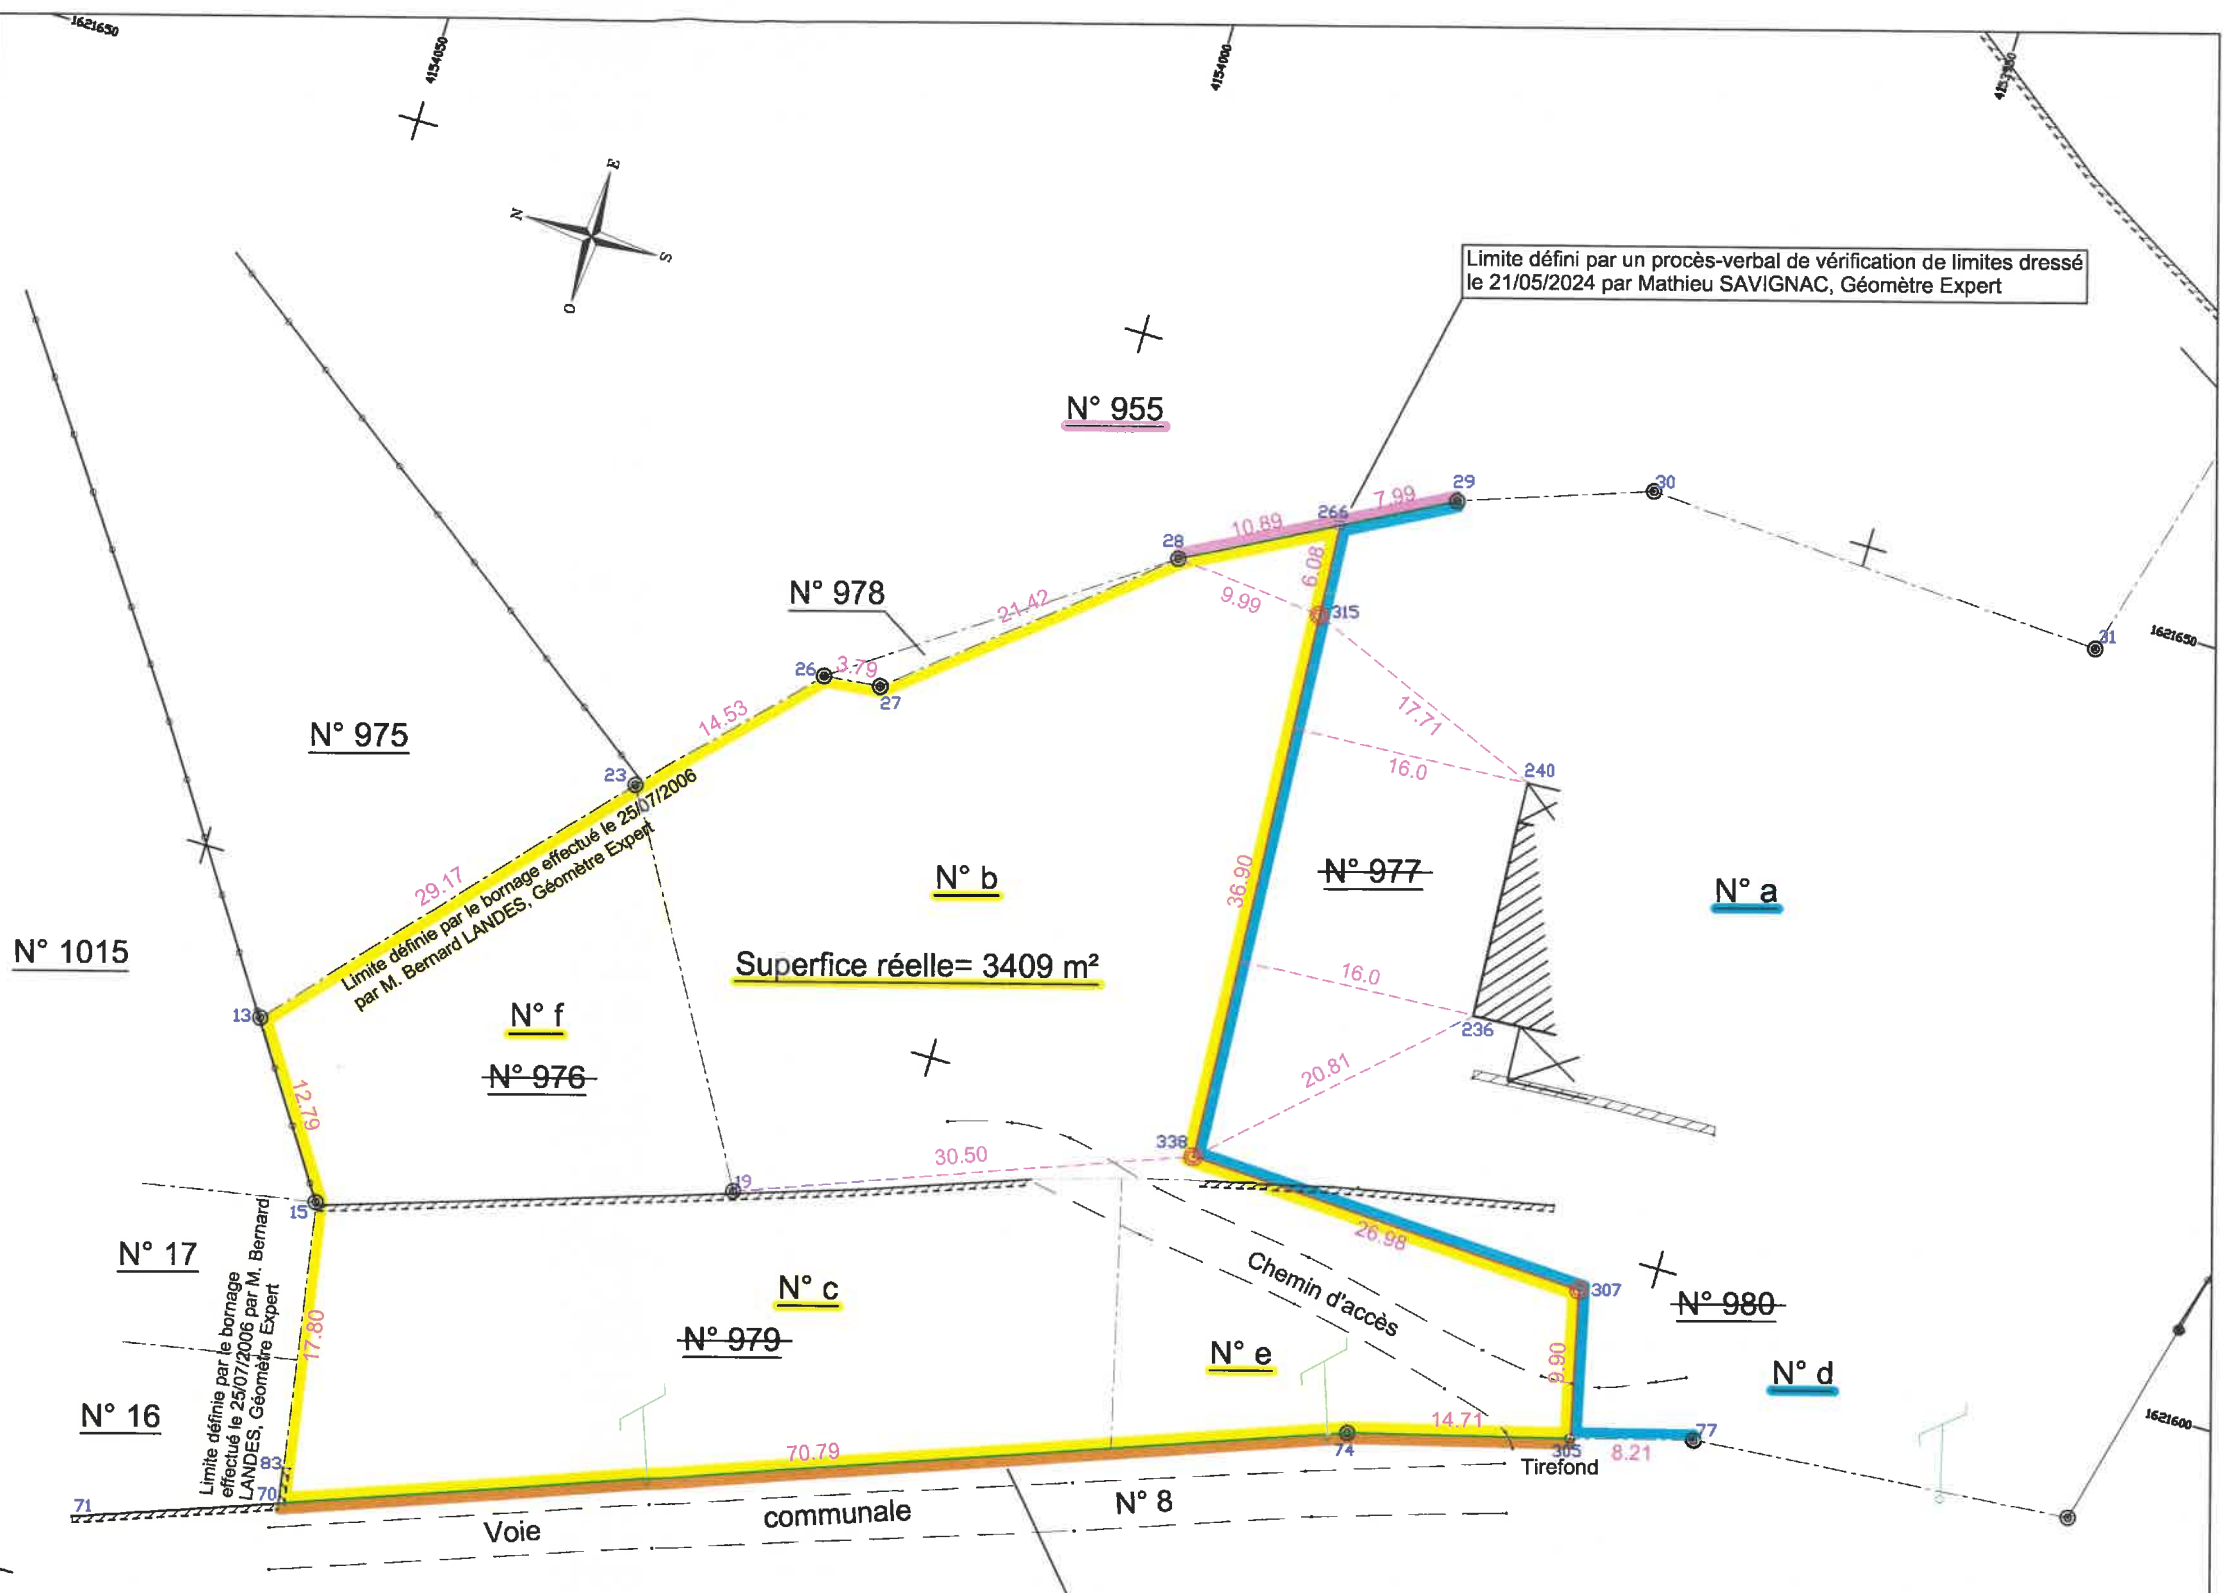 1621650
4154050
4154000
E
N
S
O
Limite défini par un procès-verbal de vérification de limites dressé
le 21/05/2024 par Mathieu SAVIGNAC, Géomètre Expert
N° 955
29
30
7.99
266
10.89
28
6.08
9.99
315
N° 978
21.42
31
1621650
26
3.79
27
14.53
17.71
N° 975
23
16.0
240
29.17
Limite définie par le bornage effectué le 25/07/2006
par M. Bernard LANDES, Géomètre Expert
N° b
36.90
N° 977
N° a
N° 1015
Superfice réelle= 3409 m²
16.0
13
N° f
236
N° 976
20.81
12.79
338
30.50
19
15
26.98
N° 17
Limite définie par le bornage
effectué le 25/07/2006 par M. Bernard
LANDES, Géomètre Expert
17.80
N° c
Chemin d'accès
307
N° 980
N° 979
N° e
9.90
N° d
N° 16
14.71
1621600
70.79
74
305
77
8.21
Tirefond
83
70
71
N° 8
communale
Voie